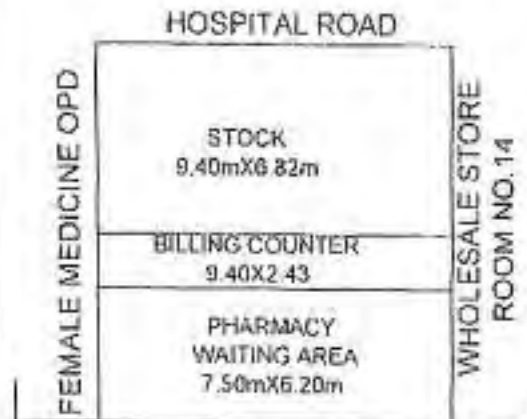 HOSPITAL ROAD
FEMALE MEDICINE OPD
STOCK
9.40mX6.82m
BILLING COUNTER
9.40X2.43
PHARMACY
WAITING AREA
7.50mX6.20m
WHOLESALE STORE
ROOM NO.14